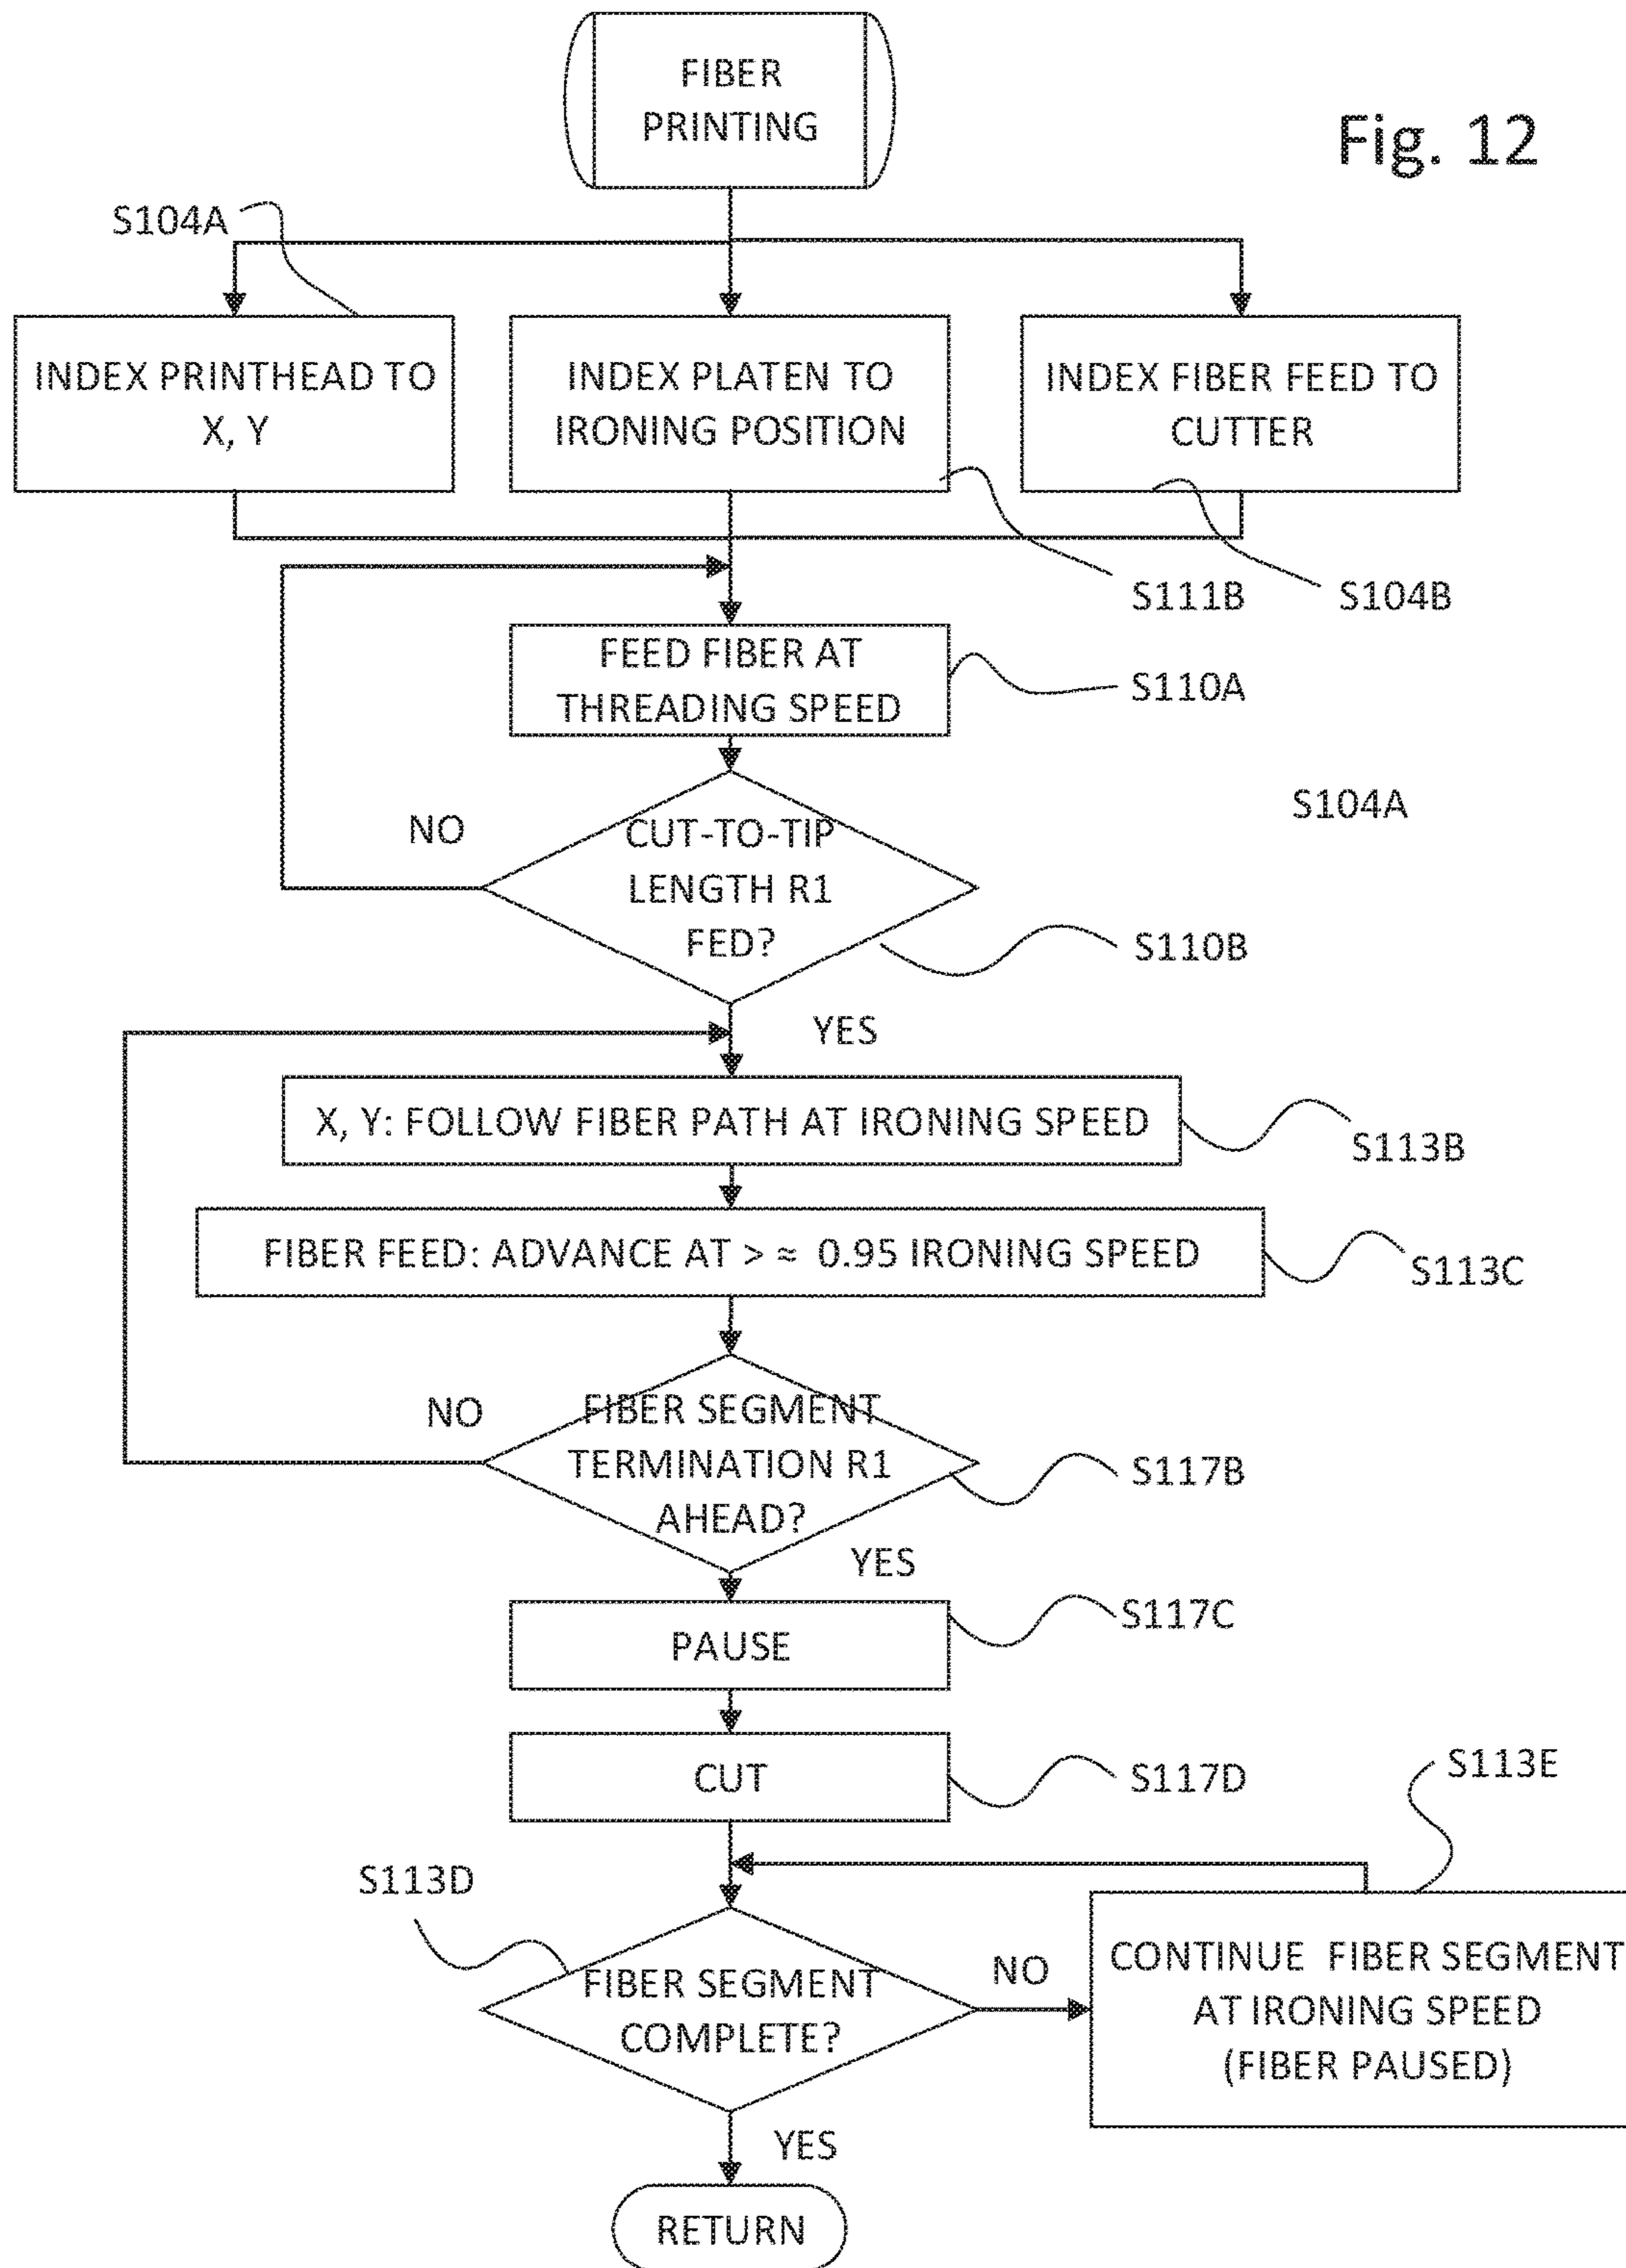 FIBER
PRINTING
Fig. 12
S104A
INDEX PRINTHEAD TO
X, Y
INDEX PLATEN TO
IRONING POSITION
INDEX FIBER FEED TO
CUTTER
S111B
S104B
FEED FIBER AT
THREADING SPEED
S110A
S104A
NO
CUT-TO-TIP
LENGTH R1
FED?
S110B
YES
X, Y: FOLLOW FIBER PATH AT IRONING SPEED
S113B
FIBER FEED: ADVANCE AT > ≈ 0.95 IRONING SPEED
S113C
NO
FIBER SEGMENT
TERMINATION R1
AHEAD?
S117B
YES
PAUSE
S117C
CUT
S117D
S113E
S113D
FIBER SEGMENT
COMPLETE?
NO
CONTINUE FIBER SEGMENT
AT IRONING SPEED
(FIBER PAUSED)
YES
RETURN